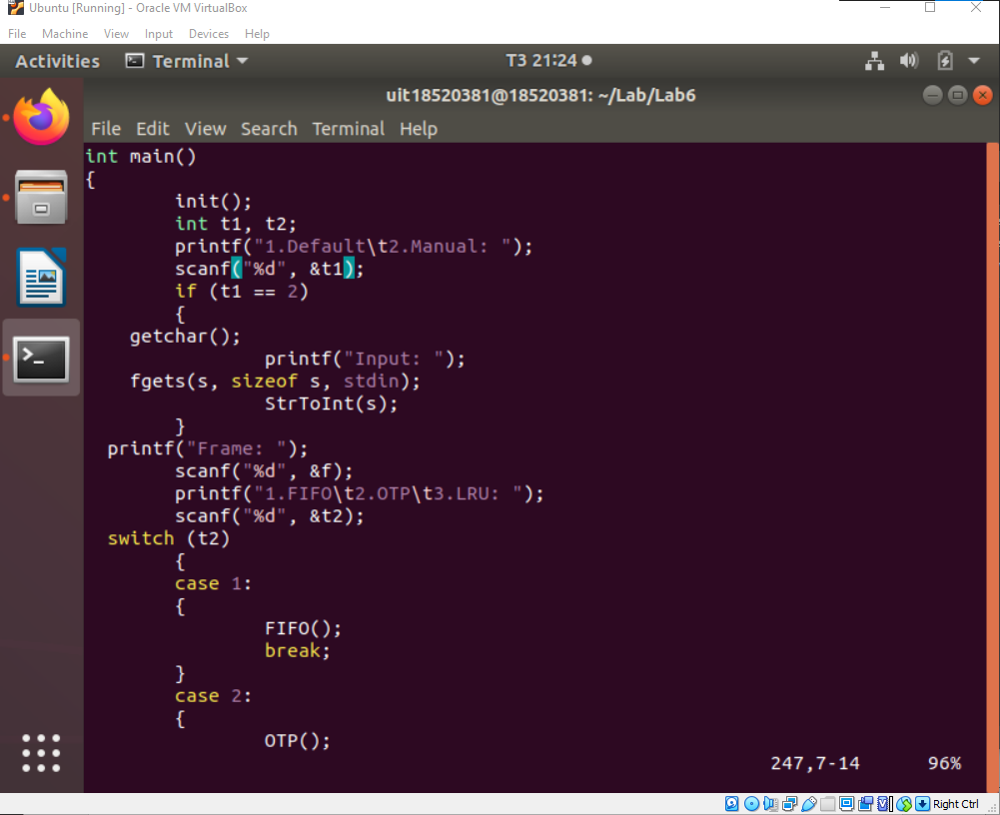 Ubuntu [Running] - Oracle VM VirtualBox
File Machine View Input Devices Help
Activities Terminal T3 21:24
uit18520381@18520381: ~/Lab/Lab6
File Edit View Search Terminal Help
int main()
{
        init();
        int t1, t2;
        printf("1.Default\t2.Manual: ");
        scanf("%d", &t1);
        if (t1 == 2)
        {
    getchar();
                printf("Input: ");
    fgets(s, sizeof s, stdin);
                StrToInt(s);
        }
  printf("Frame: ");
        scanf("%d", &f);
        printf("1.FIFO\t2.OTP\t3.LRU: ");
        scanf("%d", &t2);
  switch (t2)
        {
        case 1:
        {
                FIFO();
                break;
        }
        case 2:
        {
                OTP();
247,7-14 96%
Right Ctrl